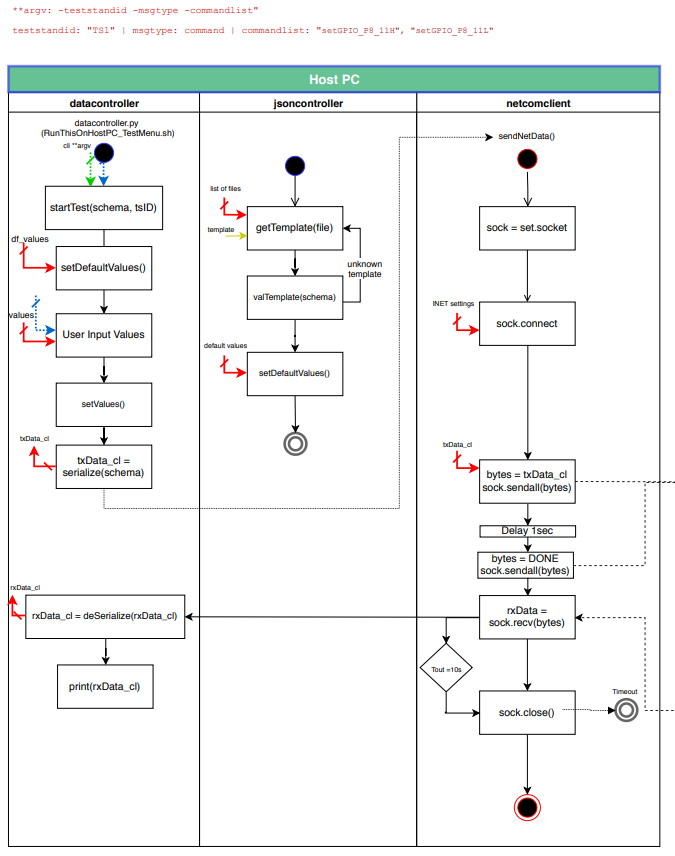 **argv: -teststandid -msgtype -commandlist"
teststandid: "TS1" | msgtype: command | commandlist: "setGPIO_P8_11H", "setGPIO_P8_11L"
Host PC
datacontroller
jsoncontroller
netcomclient
datacontroller.py
(RunThisOnHostPC_TestMenu.sh)
cli **argv
startTest(schema, tsID)
df_values
setDefaultValues()
values
User Input Values
setValues()
txData_cl
txData_cl =
serialize(schema)
rxData_cl
rxData_cl = deSerialize(rxData_cl)
print(rxData_cl)
list of files
template
getTemplate(file)
unknown
template
valTemplate(schema)
default values
setDefaultValues()
sendNetData()
sock = set.socket
INET settings
sock.connect
txData_cl
bytes = txData_cl
sock.sendall(bytes)
Delay 1sec
bytes = DONE
sock.sendall(bytes)
rxData =
sock.recv(bytes)
Tout =10s
sock.close()
Timeout